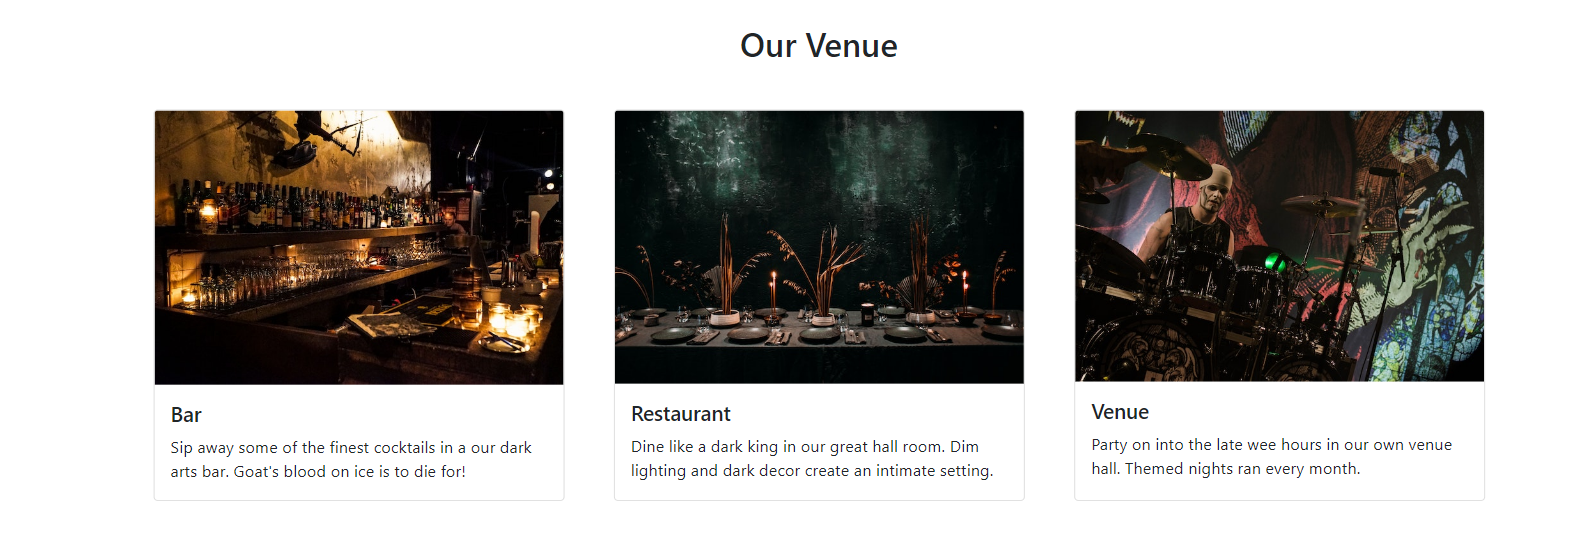 Our Venue
Bar
Sip away some of the finest cocktails in a our dark
arts bar. Goat's blood on ice is to die for!
Restaurant
Dine like a dark king in our great hall room. Dim
lighting and dark decor create an intimate setting.
Venue
Party on into the late wee hours in our own venue
hall. Themed nights ran every month.